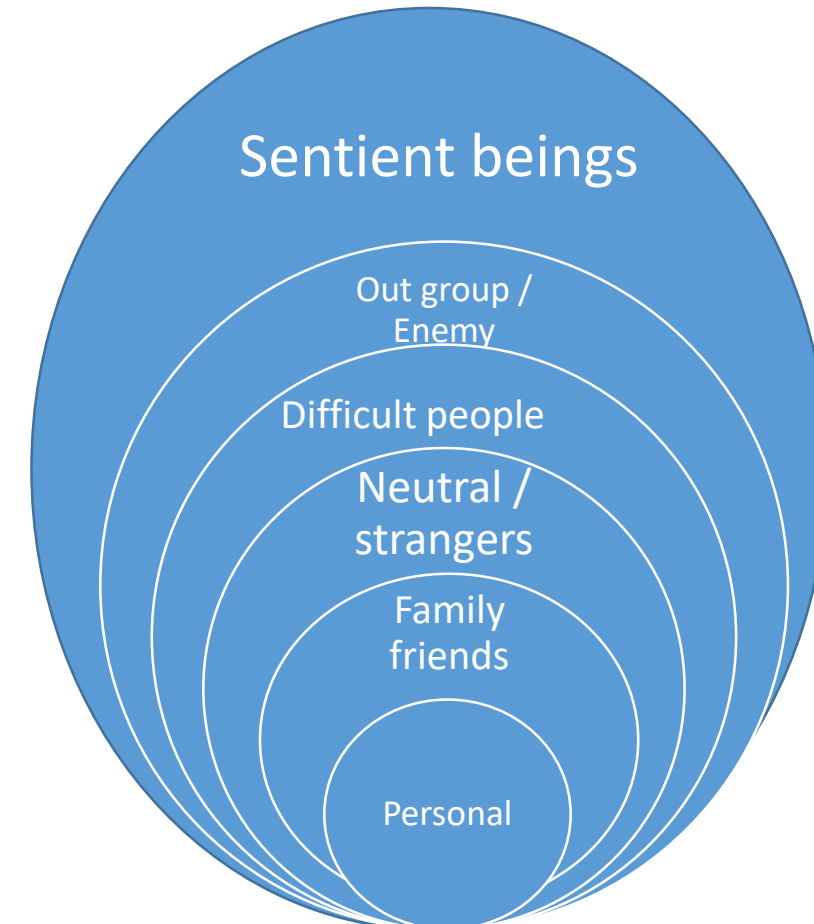 Sentient beings
Out group /
Enemy
Difficult people
Neutral /
strangers
Family
friends
Personal